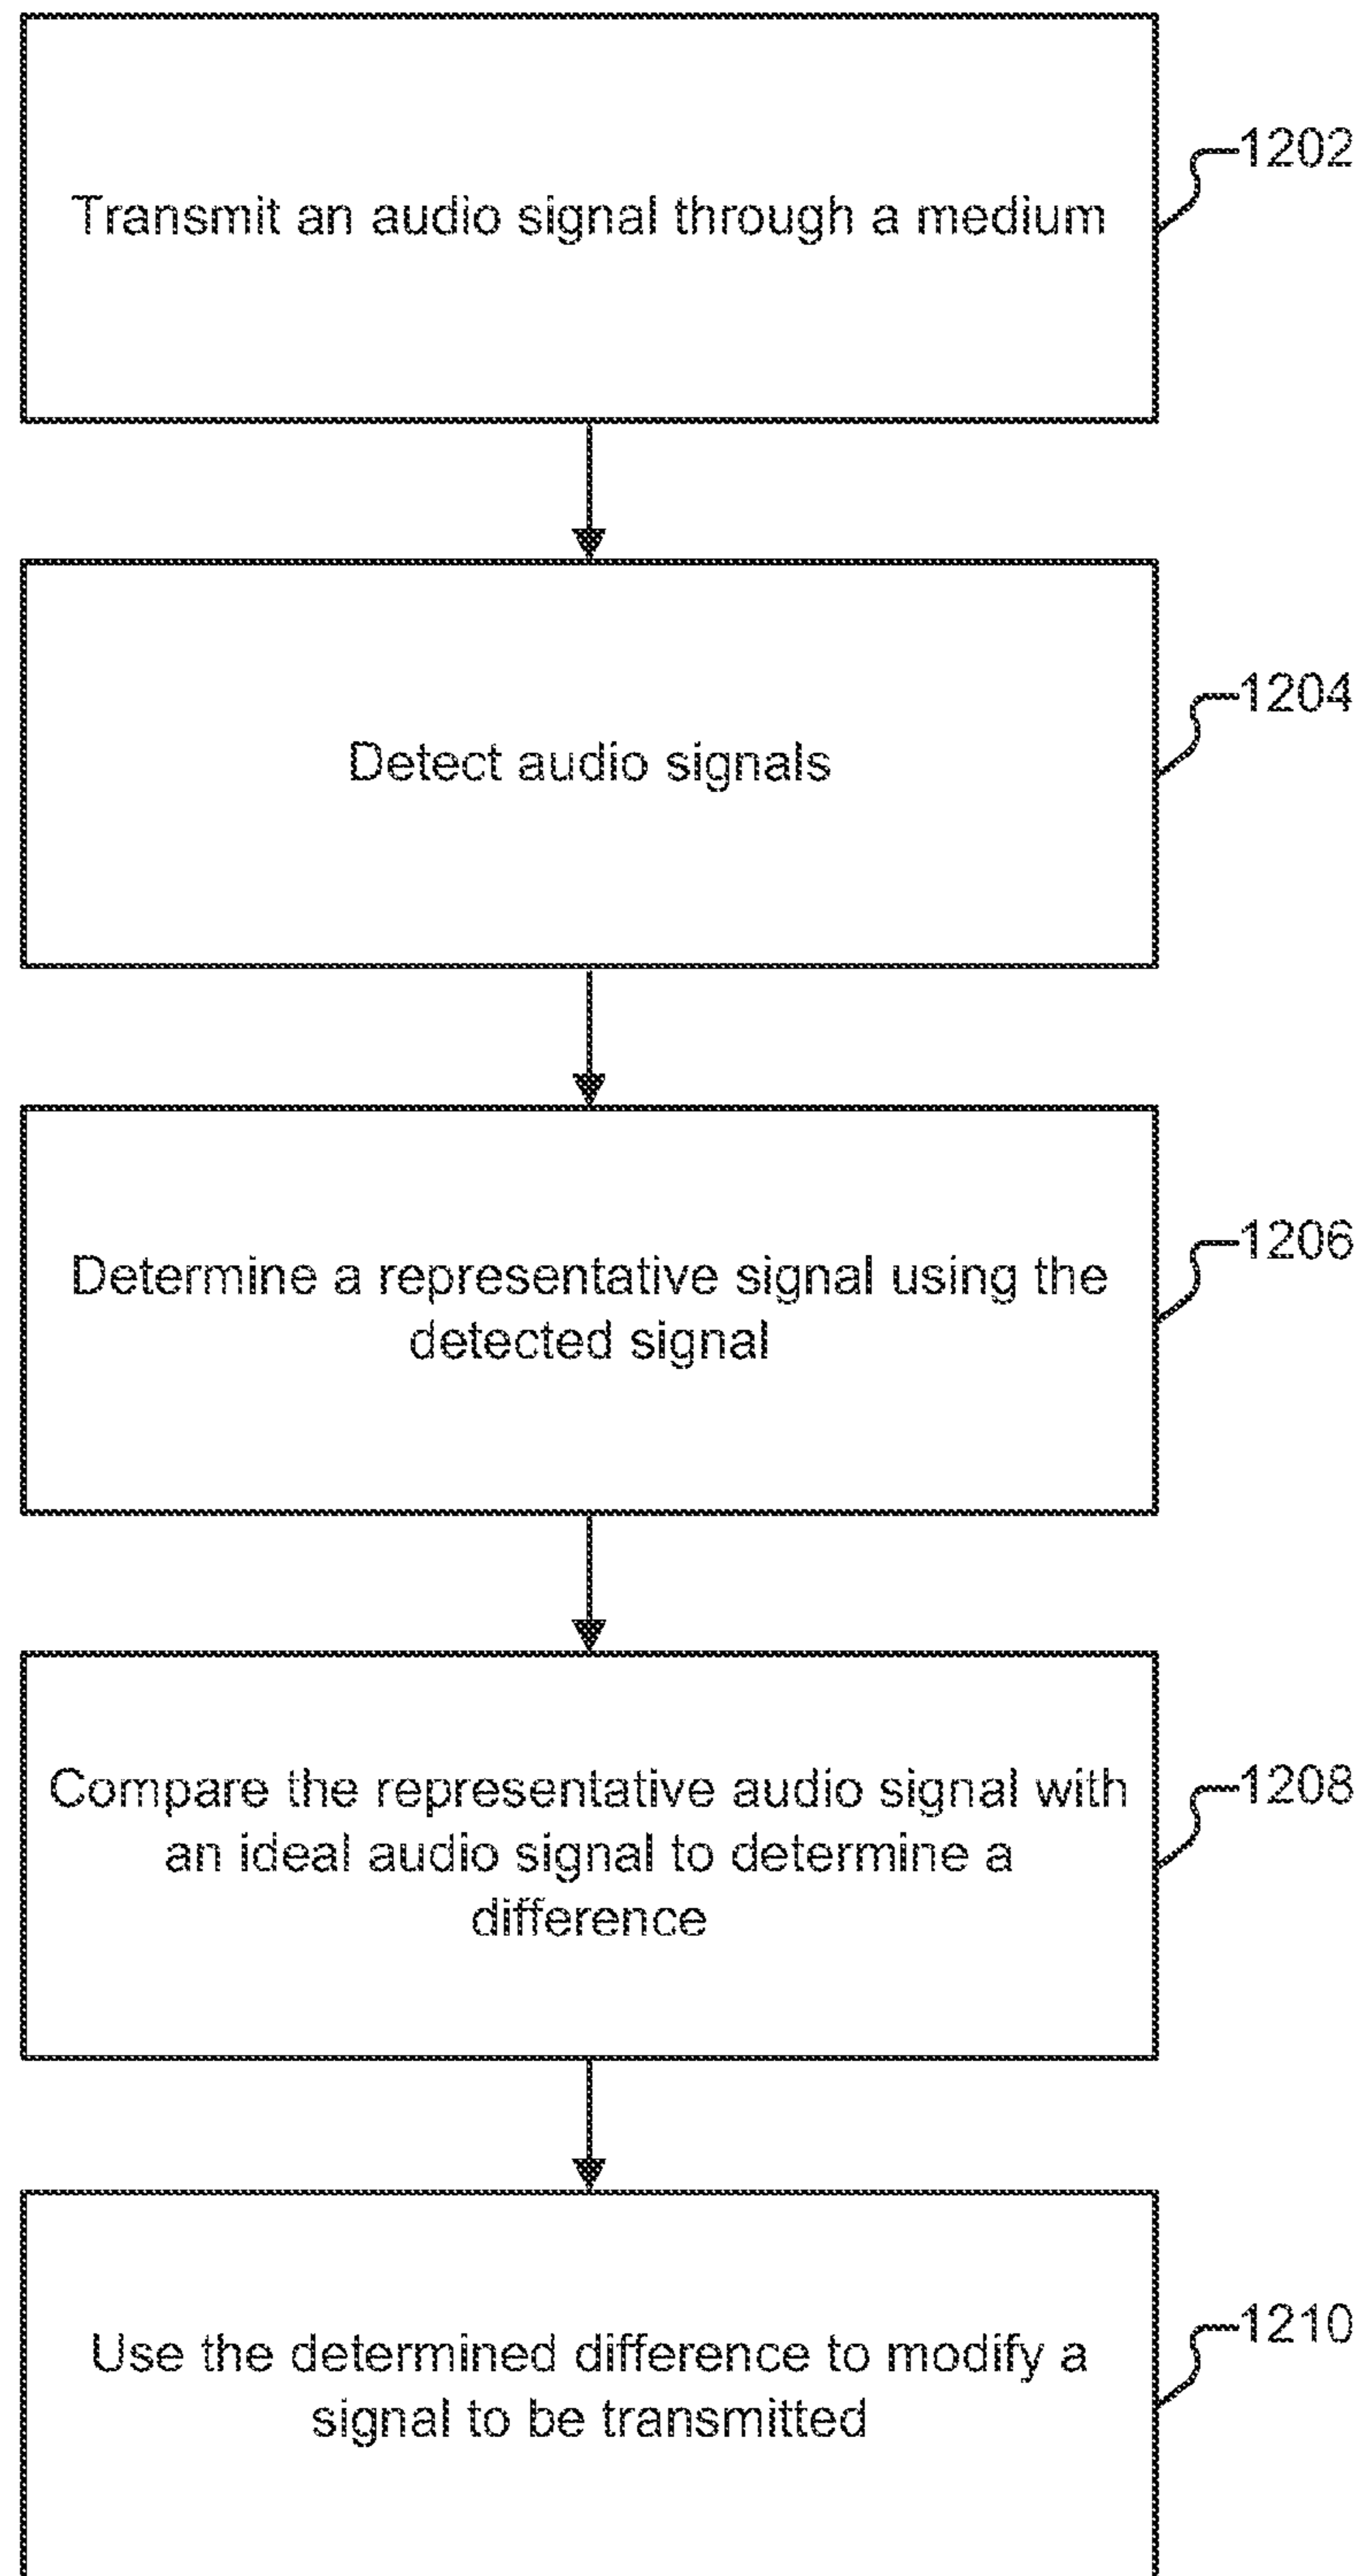 Transmit an audio signal through a medium
1202
Detect audio signals
1204
Determine a representative signal using the
detected signal
1206
Compare the representative audio signal with
an ideal audio signal to determine a
difference
1208
Use the determined difference to modify a
signal to be transmitted
1210